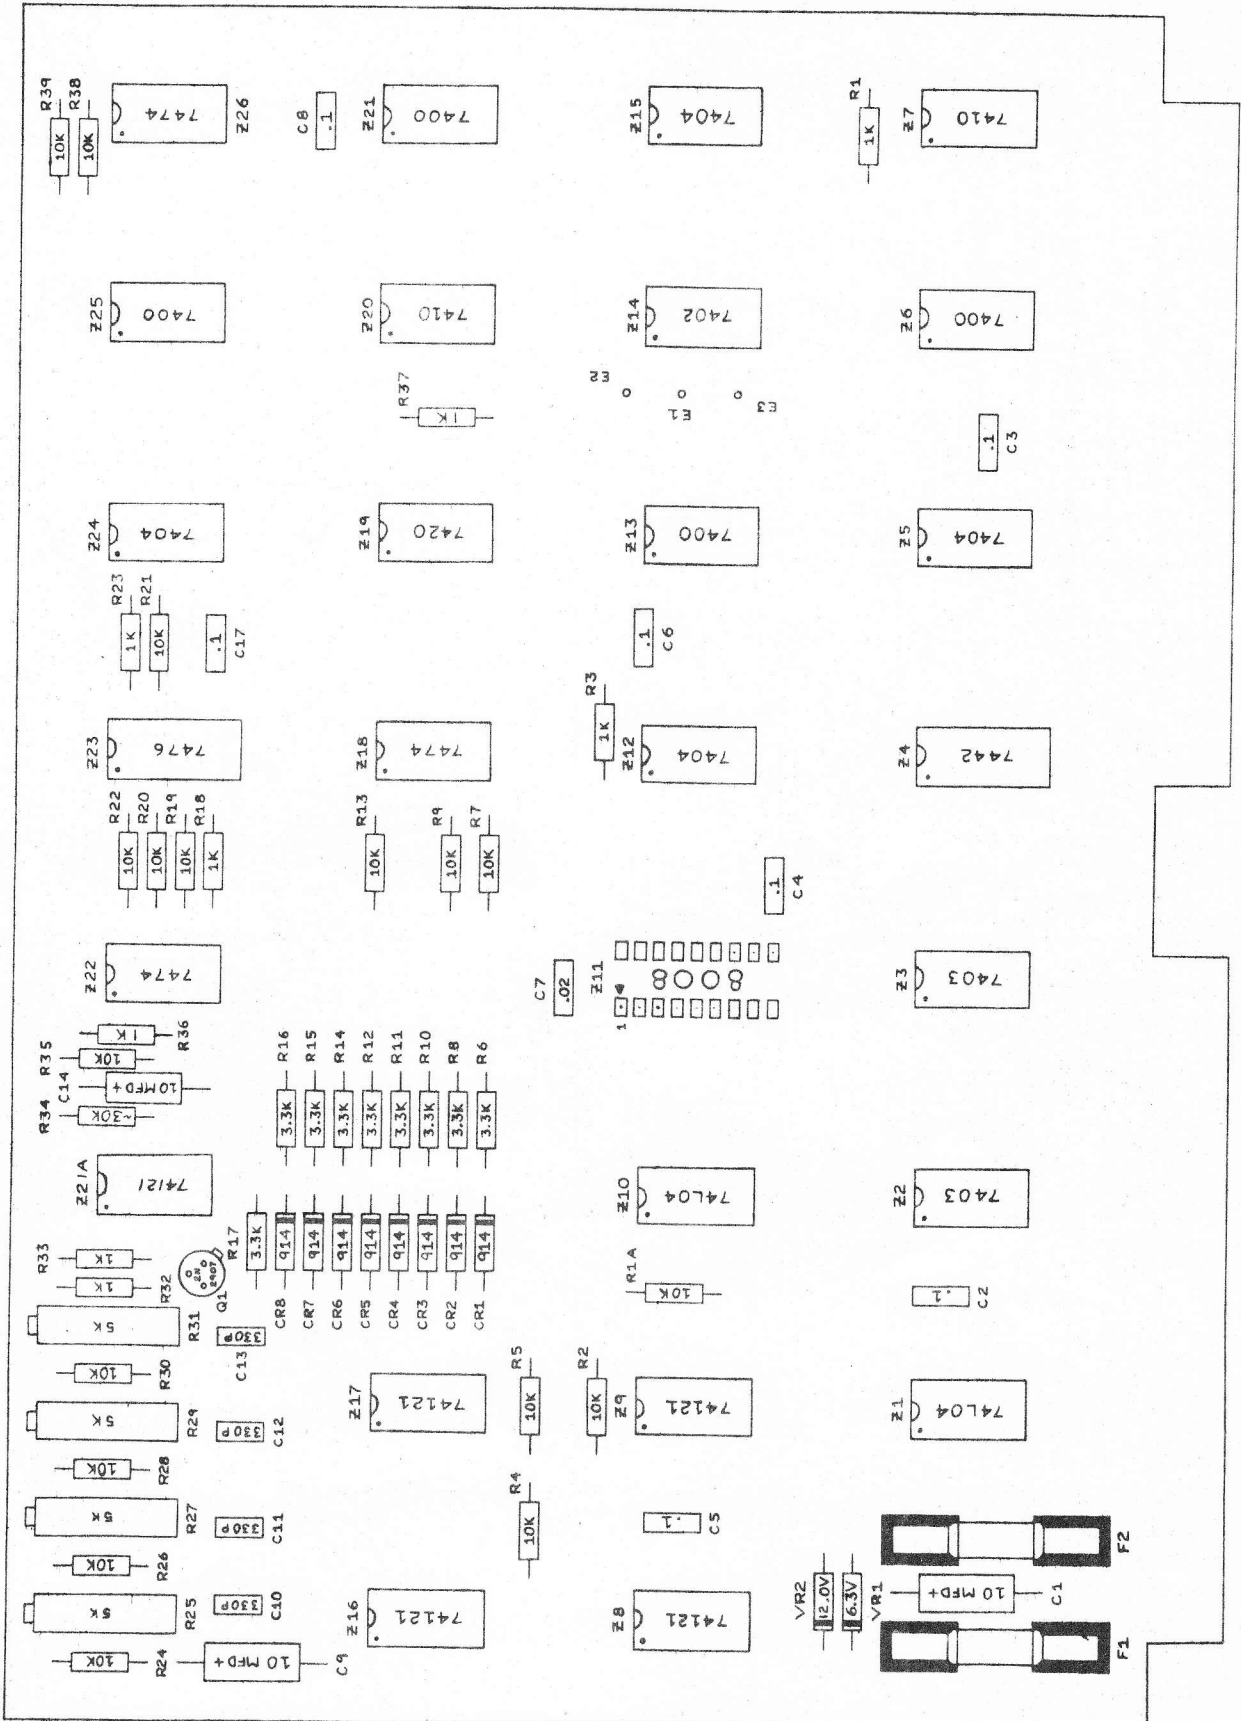 R39
R38
10K
10K
7474
Z26
C8
.1
Z21
7400
Z15
7404
R1
1K
Z7
7410
Z25
7400
Z20
7410
R37
1K
Z14
7402
E2
E1
E3
Z6
7400
.1
C3
Z24
7404
Z19
7420
Z13
7400
Z5
7404
R23
R21
1K
10K
.1
C17
.1
C6
Z23
7476
Z18
7474
R3
1K
Z12
7404
Z4
7442
R22
R20
R19
R18
10K
10K
10K
1K
R13
10K
R9
10K
R7
10K
.1
C4
Z22
7474
C7
.02
Z11
8008
1
Z3
7403
1K
R36
R35
10K
C14
10 MFD+
R34
~30K
R16
R15
R14
R12
R11
R10
R8
R6
3.3K
3.3K
3.3K
3.3K
3.3K
3.3K
3.3K
3.3K
Z21A
74121
Z10
74L04
Z2
7403
R33
1K
1K
R32
2N
2907
Q1
R17
3.3K
914
914
914
914
914
914
914
914
CR8
CR7
CR6
CR5
CR4
CR3
CR2
CR1
R1A
10K
.1
C2
5K
R31
330P
C13
10K
R30
5K
R29
330P
C12
Z17
74121
R5
10K
R2
10K
Z9
74121
Z1
74L04
10K
R28
5K
R27
330P
C11
R4
10K
.1
C5
F2
10K
R26
5K
R25
330P
C10
Z16
74121
Z8
74121
VR2
12.0V
6.3V
VR1
10 MFD+
C1
10K
R24
10 MFD+
C9
F1